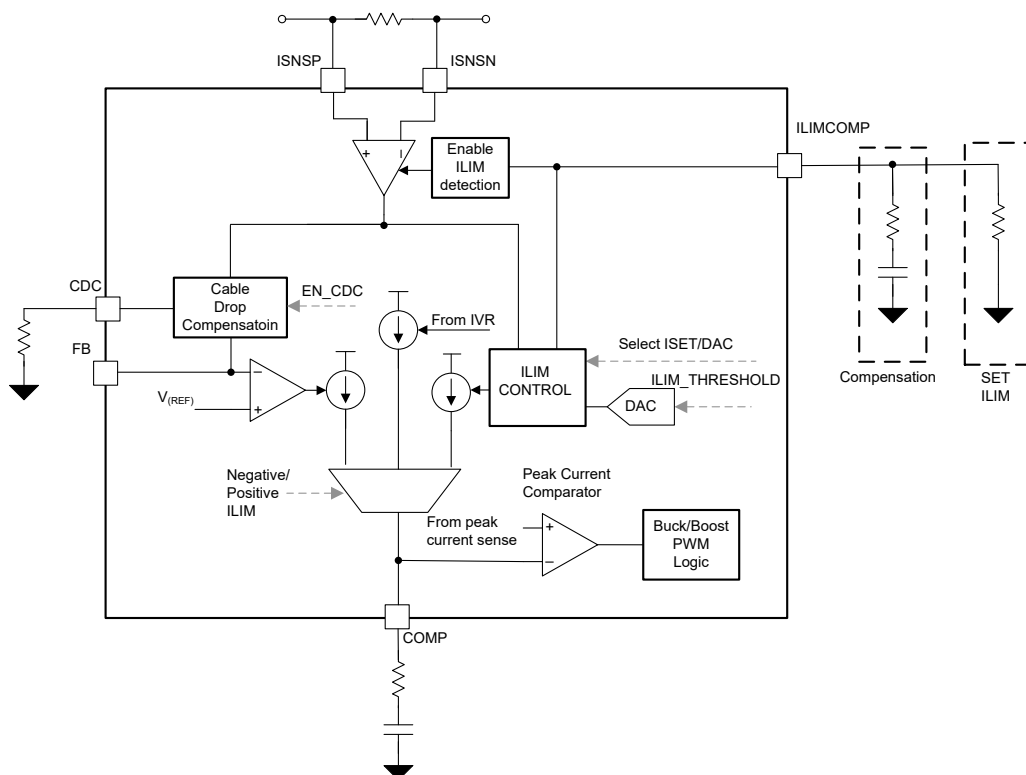 ISNSP
ISNSN
ILIMCOMP
+
−
Enable
ILIM
detection
CDC
Cable
Drop
Compensatoin
EN_CDC
From IVR
FB
Select ISET/DAC
ILIM
CONTROL
ILIM_THRESHOLD
DAC
Compensation
SET
ILIM
V(REF)
−
+
Negative/
Positive
ILIM
Peak Current
Comparator
From peak
current sense
+
−
Buck/Boost
PWM
Logic
COMP